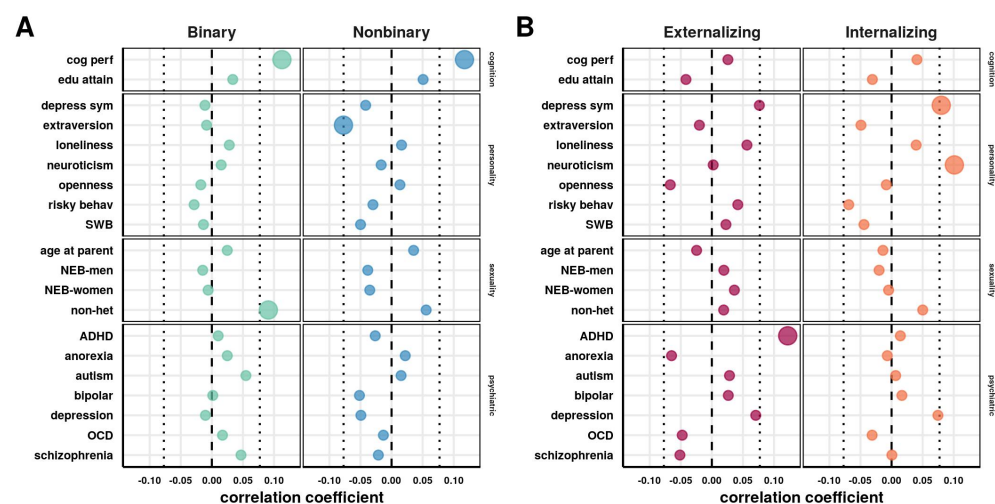 A
B
Binary
Nonbinary
Externalizing
Internalizing
cog perf
edu attain
cognition
depress sym
extraversion
loneliness
neuroticism
openness
risky behav
SWB
personality
age at parent
NEB-men
NEB-women
non-het
sexuality
ADHD
anorexia
autism
bipolar
depression
OCD
schizophrenia
psychiatric
-0.10 -0.05 0.00 0.05 0.10
-0.10 -0.05 0.00 0.05 0.10
correlation coefficient
cog perf
edu attain
cognition
depress sym
extraversion
loneliness
neuroticism
openness
risky behav
SWB
personality
age at parent
NEB-men
NEB-women
non-het
sexuality
ADHD
anorexia
autism
bipolar
depression
OCD
schizophrenia
psychiatric
-0.10 -0.05 0.00 0.05 0.10
-0.10 -0.05 0.00 0.05 0.10
correlation coefficient